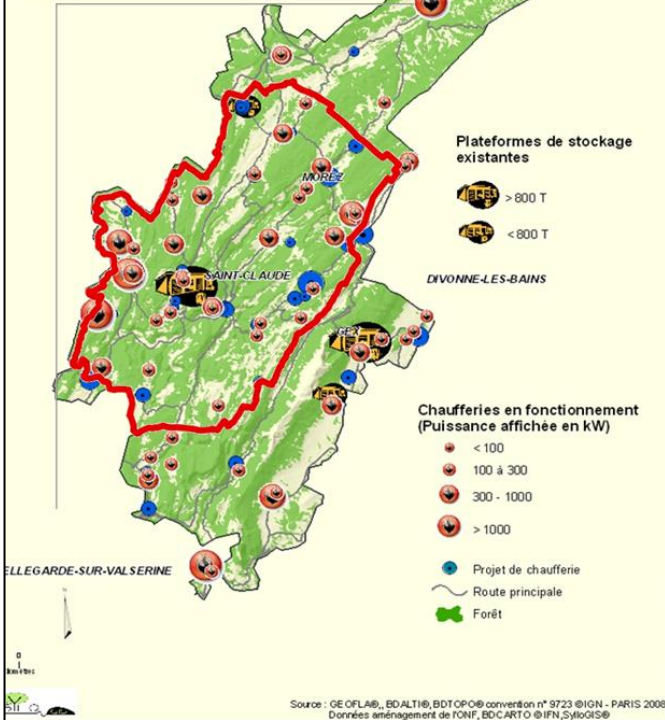 MOREZ
Plateformes de stockage
existantes
> 800 T
< 800 T
SAINT-CLAUDE
DIVONNE-LES-BAINS
GEX
Chaufferies en fonctionnement
(Puissance affichée en kW)
< 100
100 à 300
300 - 1000
> 1000
ELLEGARDE-SUR-VALSERINE
Projet de chaufferie
Route principale
Forêt
0
Source : GEOFLA®,, BDALTI®, BDTOPO® convention n° 9723 ©IGN - PARIS 2008
Données aménagement de l'ONF, BDCARTO ©IFN,SylloGIS®